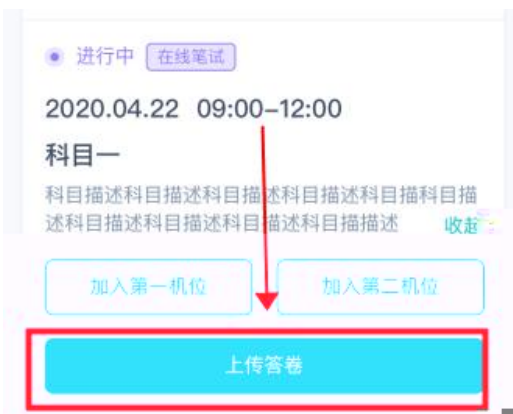 进行中 在线笔试
2020.04.22 09:00-12:00
科目一
科目描述科目描述科目描述科目描述科目描科目描
述科目描述科目描述科目描述科目描描述 收起
加入第一机位 加入第二机位
上传答卷